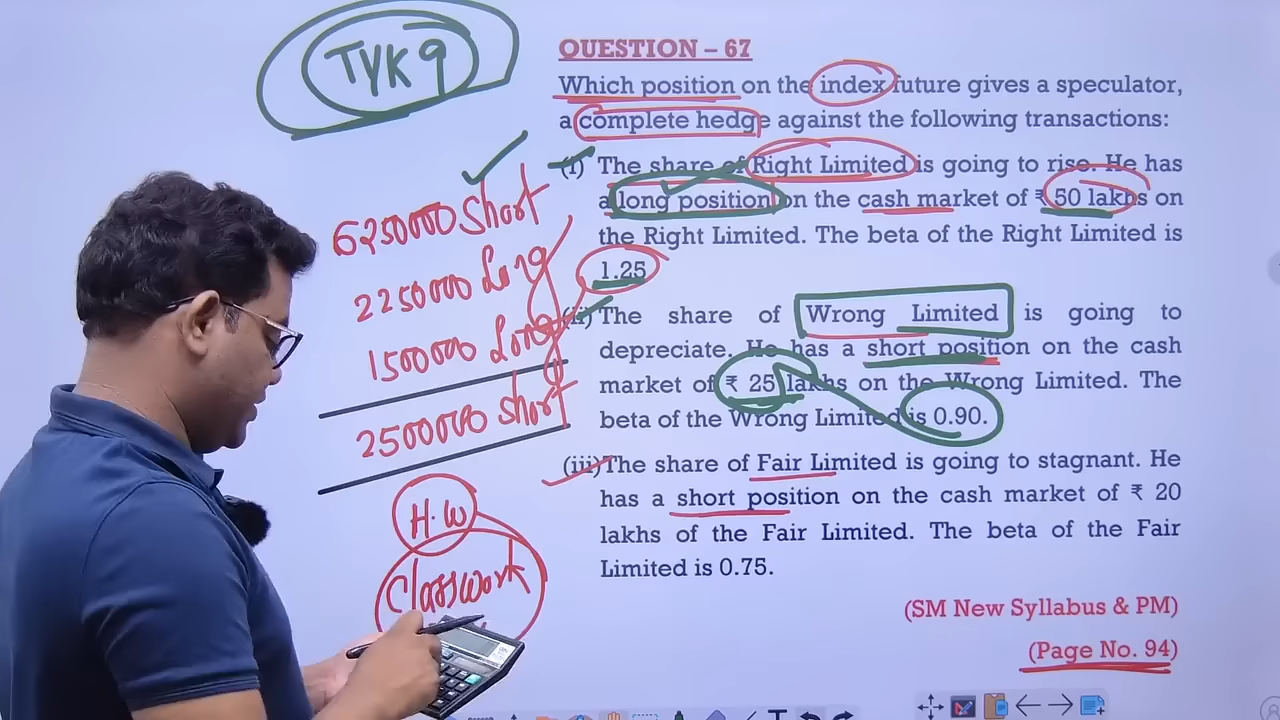 TYK 9
6250000 Short
2250000 Long
1500000 Long
2500000 Short
H.W
Classwork
QUESTION – 67
Which position on the index future gives a speculator,
a complete hedge against the following transactions:
(i) The share of Right Limited is going to rise. He has
a long position on the cash market of ₹ 50 lakhs on
the Right Limited. The beta of the Right Limited is
1.25
(ii) The share of Wrong Limited is going to
depreciate. He has a short position on the cash
market of ₹ 25 lakhs on the Wrong Limited. The
beta of the Wrong Limited is 0.90.
(iii) The share of Fair Limited is going to stagnant. He
has a short position on the cash market of ₹ 20
lakhs of the Fair Limited. The beta of the Fair
Limited is 0.75.
(SM New Syllabus & PM)
(Page No. 94)